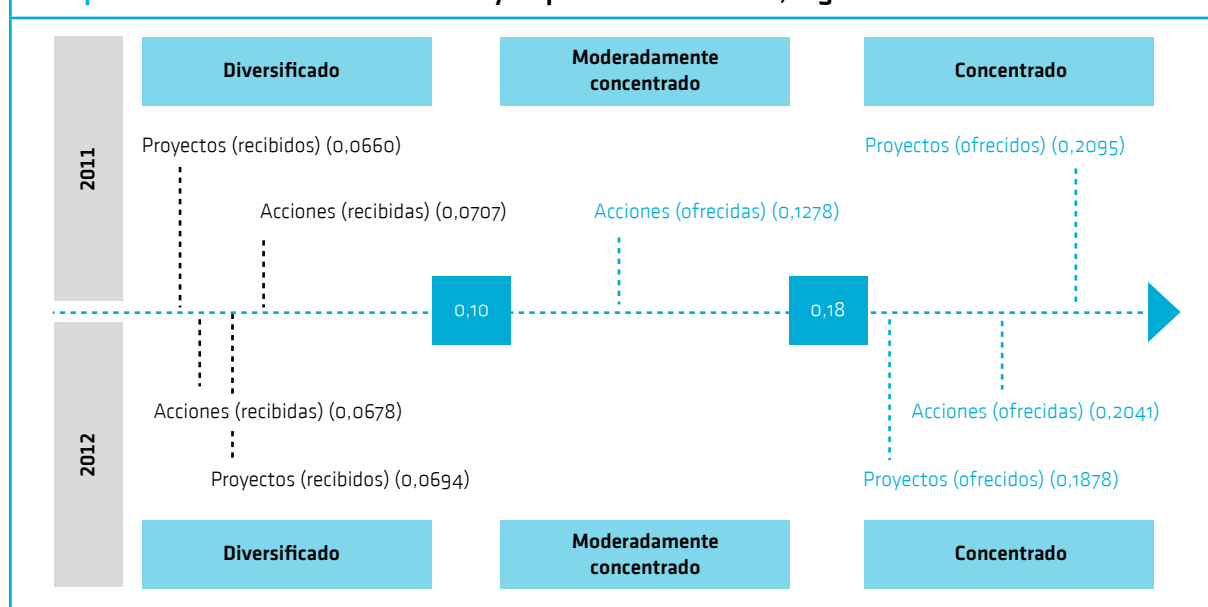 Diversificado
Moderadamente
concentrado
Concentrado
2011
Proyectos (recibidos) (0,0660)
Proyectos (ofrecidos) (0,2095)
Acciones (recibidas) (0,0707)
Acciones (ofrecidas) (0,1278)
0,10
0,18
2012
Acciones (recibidas) (0,0678)
Acciones (ofrecidas) (0,2041)
Proyectos (recibidos) (0,0694)
Proyectos (ofrecidos) (0,1878)
Diversificado
Moderadamente
concentrado
Concentrado